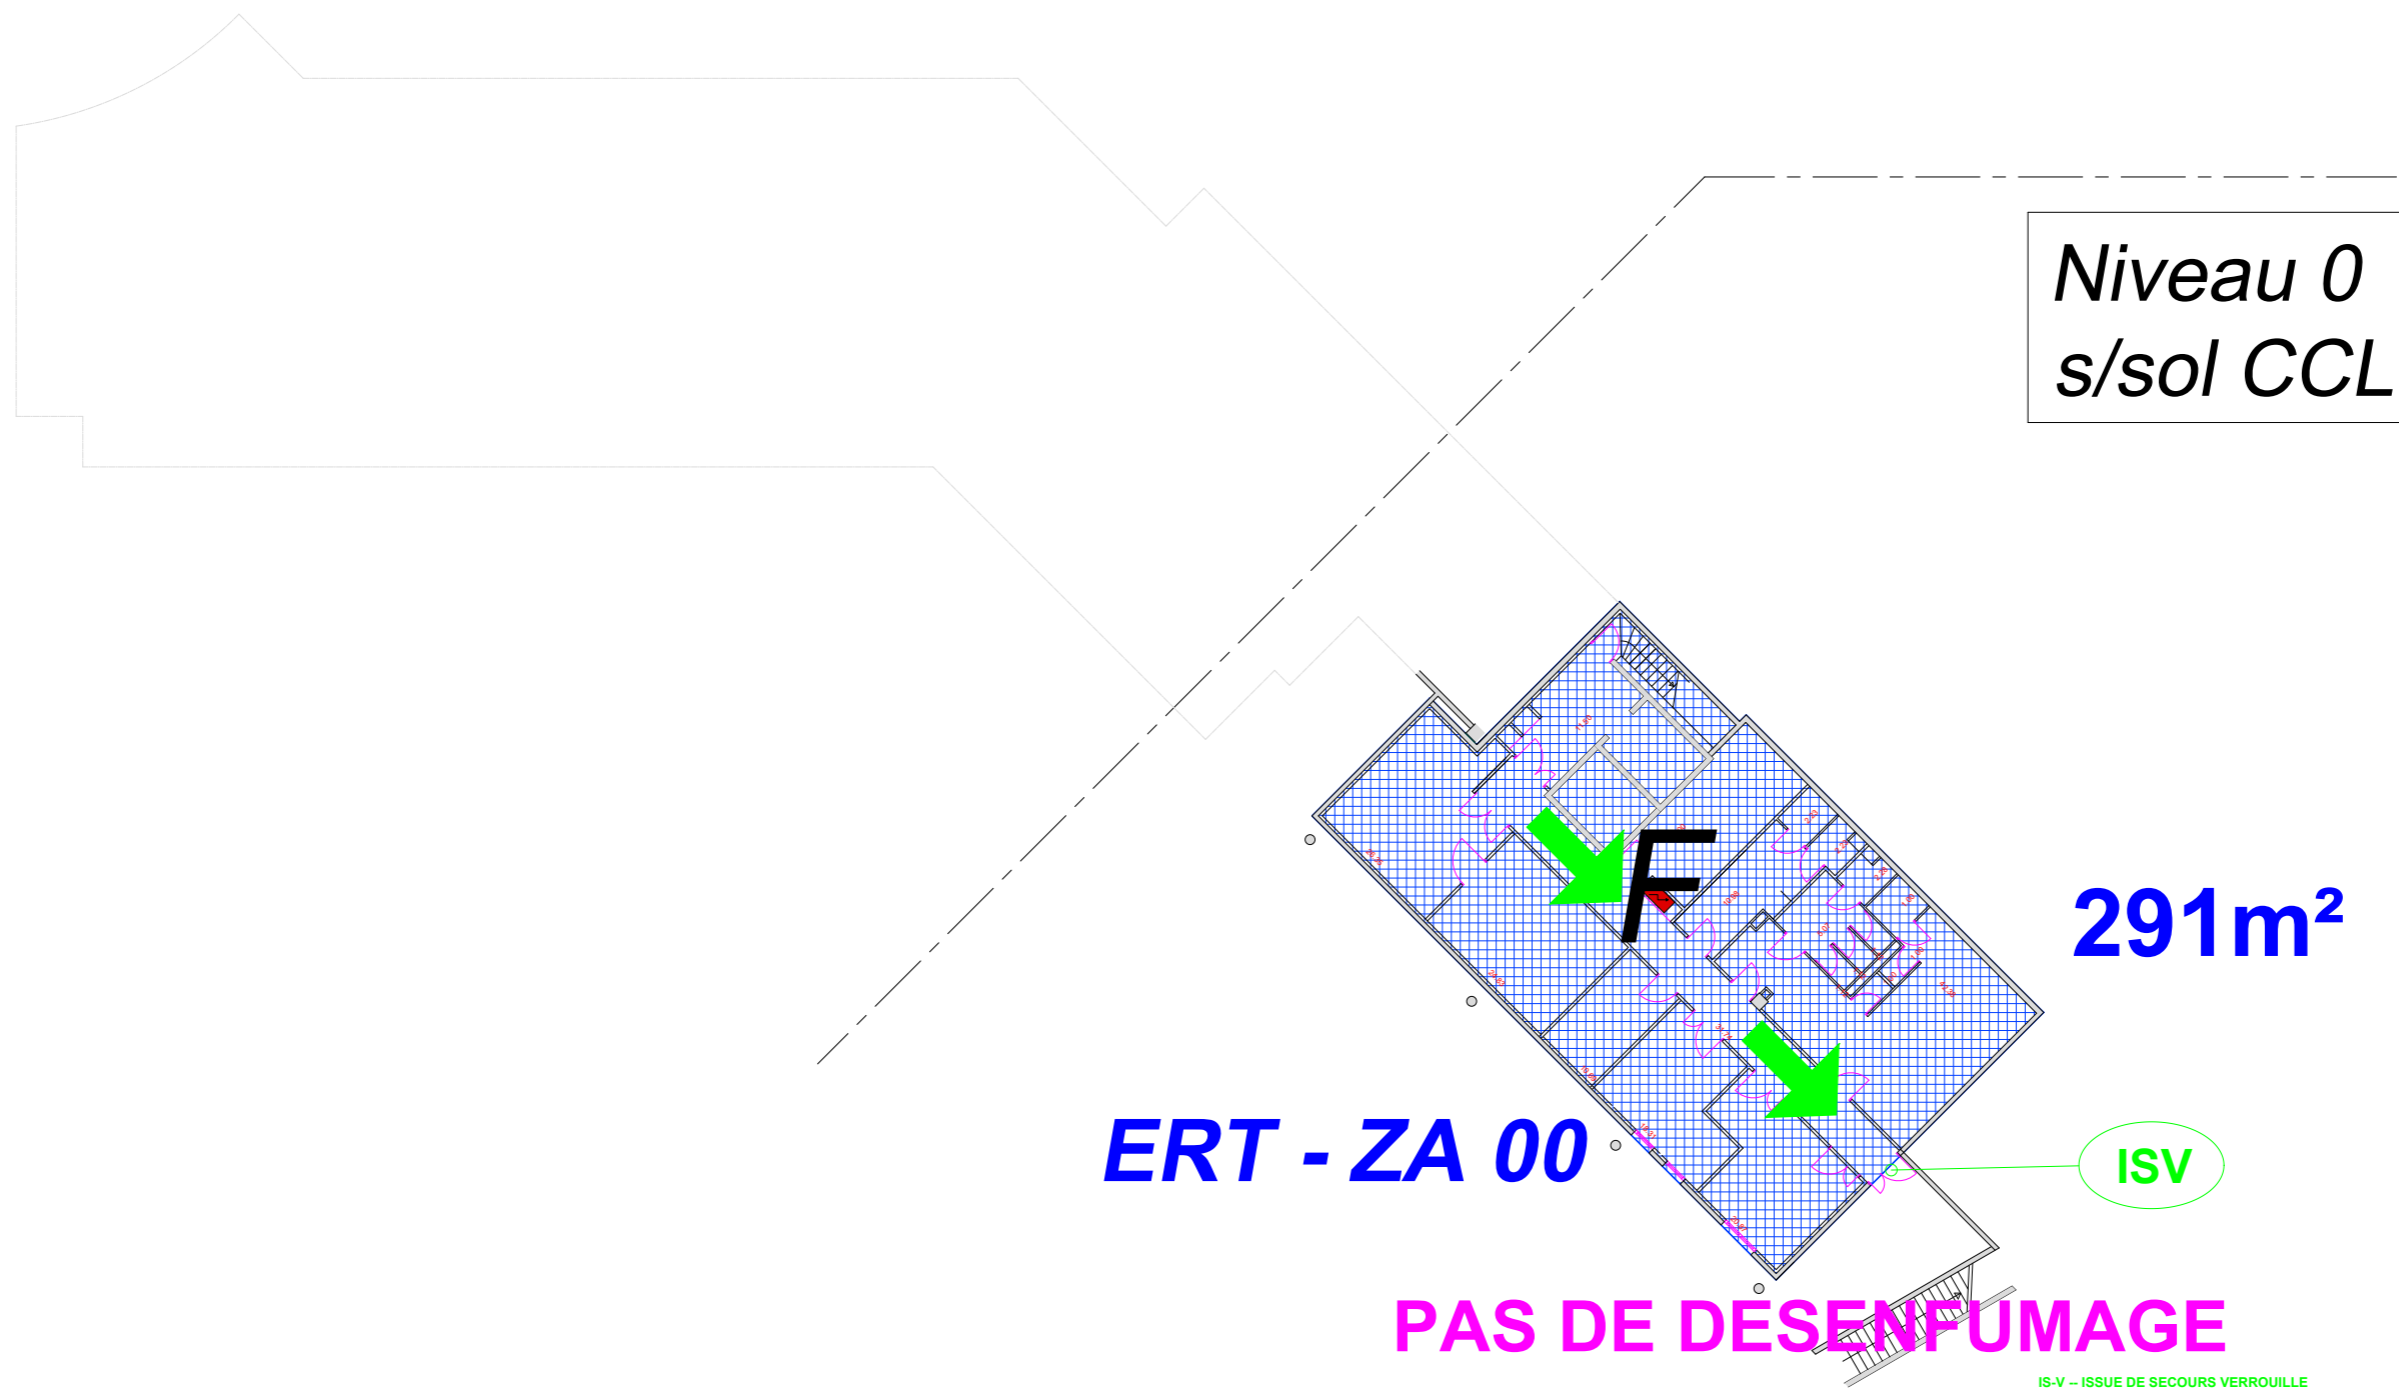 Niveau 0
s/sol CCL
F
291m²
ERT - ZA 00
ISV
PAS DE DESENFUMAGE
IS-V – ISSUE DE SECOURS VERROUILLE